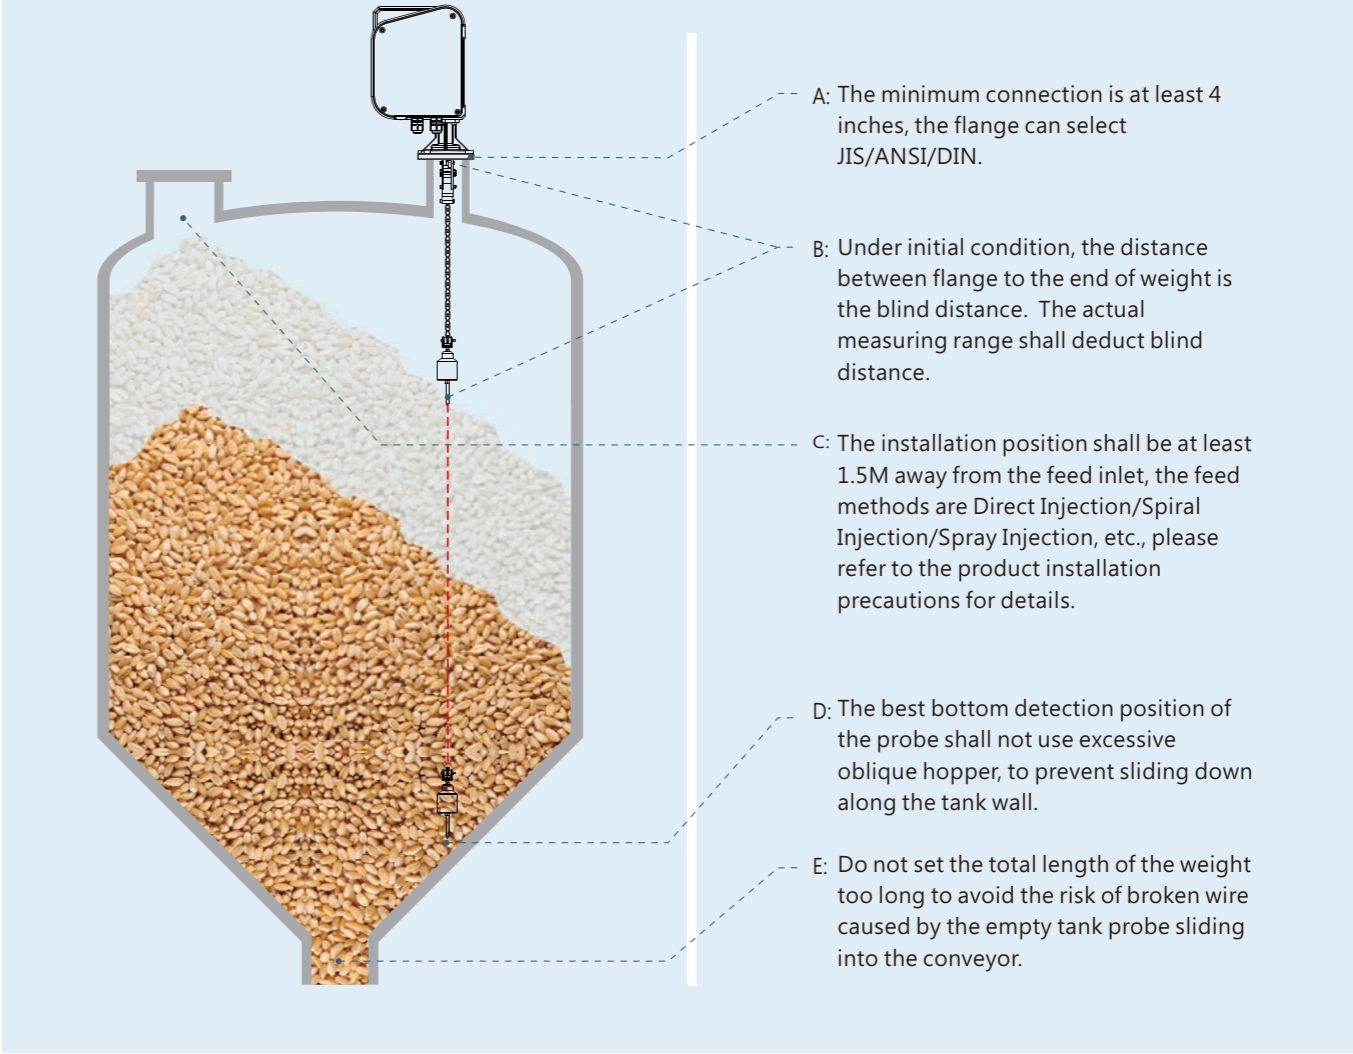 A: The minimum connection is at least 4
inches, the flange can select
JIS/ANSI/DIN.
B: Under initial condition, the distance
between flange to the end of weight is
the blind distance.  The actual
measuring range shall deduct blind
distance.
C: The installation position shall be at least
1.5M away from the feed inlet, the feed
methods are Direct Injection/Spiral
Injection/Spray Injection, etc., please
refer to the product installation
precautions for details.
D: The best bottom detection position of
the probe shall not use excessive
oblique hopper, to prevent sliding down
along the tank wall.
E: Do not set the total length of the weight
too long to avoid the risk of broken wire
caused by the empty tank probe sliding
into the conveyor.